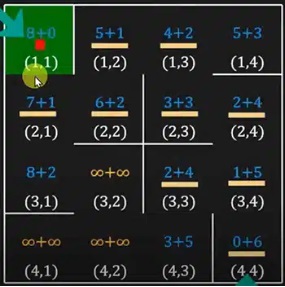 8+0 5+1 4+2 5+3
(1,1) (1,2) (1,3) (1,4)
7+1 6+2 3+3 2+4
(2,1) (2,2) (2,3) (2,4)
8+2 ∞+∞ 2+4 1+5
(3,1) (3,2) (3,3) (3,4)
∞+∞ ∞+∞ 3+5 0+6
(4,1) (4,2) (4,3) (4,4)